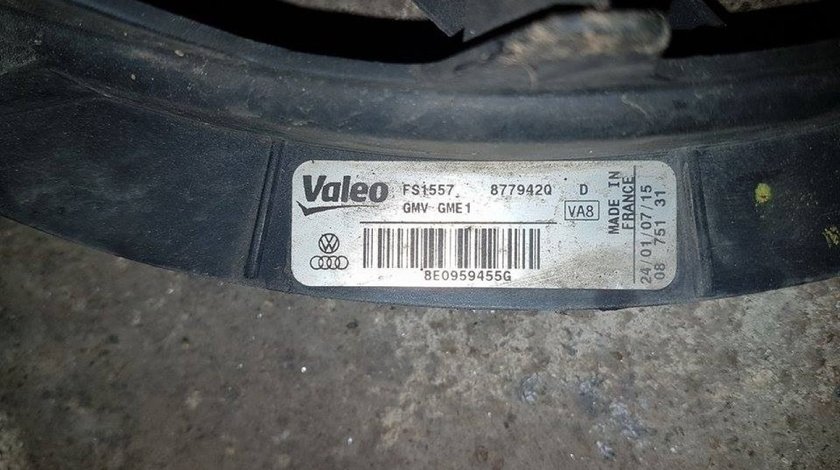 Valeo
FS1557 877942Q D
GMV GME1 VA8
8E0959455G
MADE IN
FRANCE
24/01/07/15
08 751 31